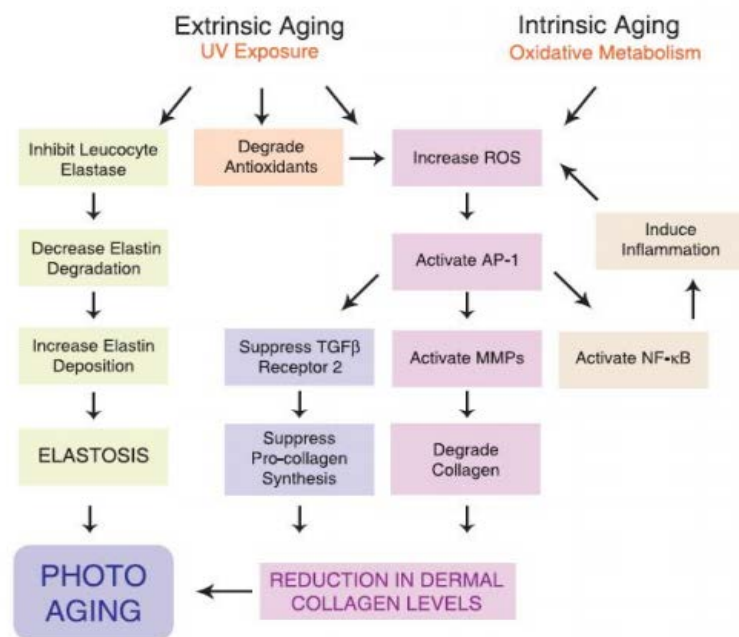 Extrinsic Aging
UV Exposure
Intrinsic Aging
Oxidative Metabolism
Inhibit Leucocyte
Elastase
Degrade
Antioxidants
Increase ROS
Induce
Inflammation
Decrease Elastin
Degradation
Activate AP-1
Increase Elastin
Deposition
Suppress TGFβ
Receptor 2
Activate MMPs
Activate NF-κB
ELASTOSIS
Suppress
Pro-collagen
Synthesis
Degrade
Collagen
PHOTO
AGING
REDUCTION IN DERMAL
COLLAGEN LEVELS